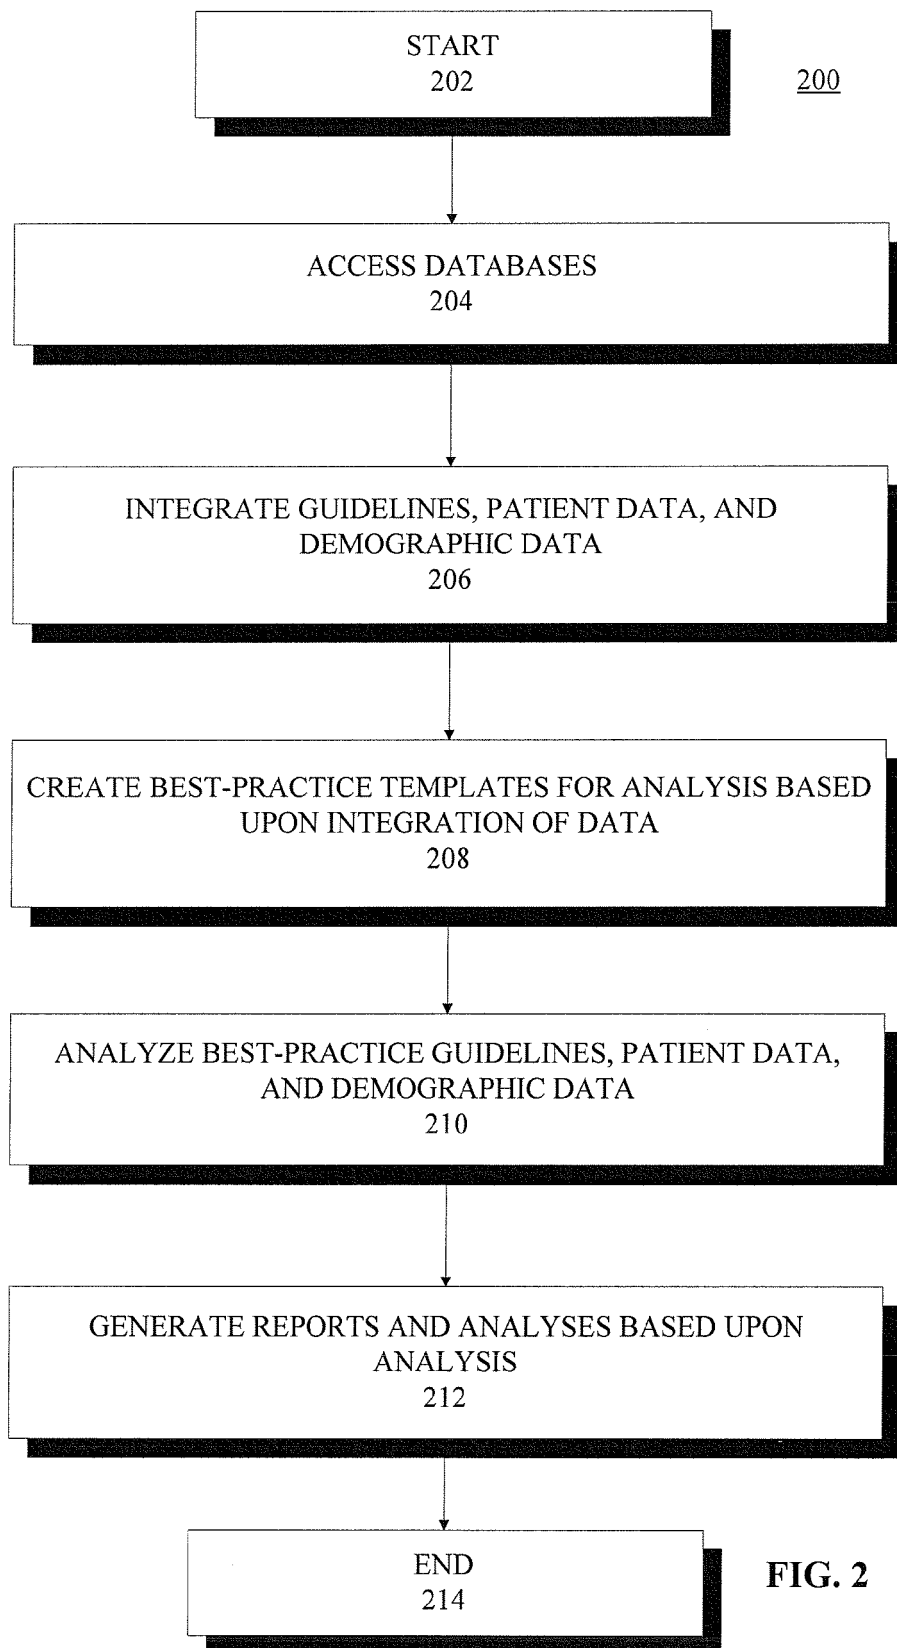 START
202
200
ACCESS DATABASES
204
INTEGRATE GUIDELINES, PATIENT DATA, AND
DEMOGRAPHIC DATA
206
CREATE BEST-PRACTICE TEMPLATES FOR ANALYSIS BASED
UPON INTEGRATION OF DATA
208
ANALYZE BEST-PRACTICE GUIDELINES, PATIENT DATA,
AND DEMOGRAPHIC DATA
210
GENERATE REPORTS AND ANALYSES BASED UPON
ANALYSIS
212
END
214
FIG. 2